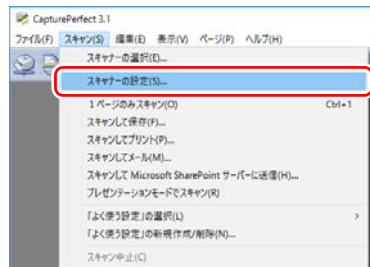 CapturePerfect 3.1
ファイル(F) スキャン(S) 編集(E) 表示(V) ページ(P) ヘルプ(H)
スキャナーの選択(E)...
スキャナーの設定(S)...
1 ページのみスキャン(O) Ctrl+1
スキャンして保存(F)...
スキャンしてプリント(P)...
スキャンしてメール(M)...
スキャンして Microsoft SharePoint サーバーに送信(H)...
プレゼンテーションモードでスキャン(R)
「よく使う設定」の選択(L) >
「よく使う設定」の新規作成/削除(N)...
スキャン中止(C)